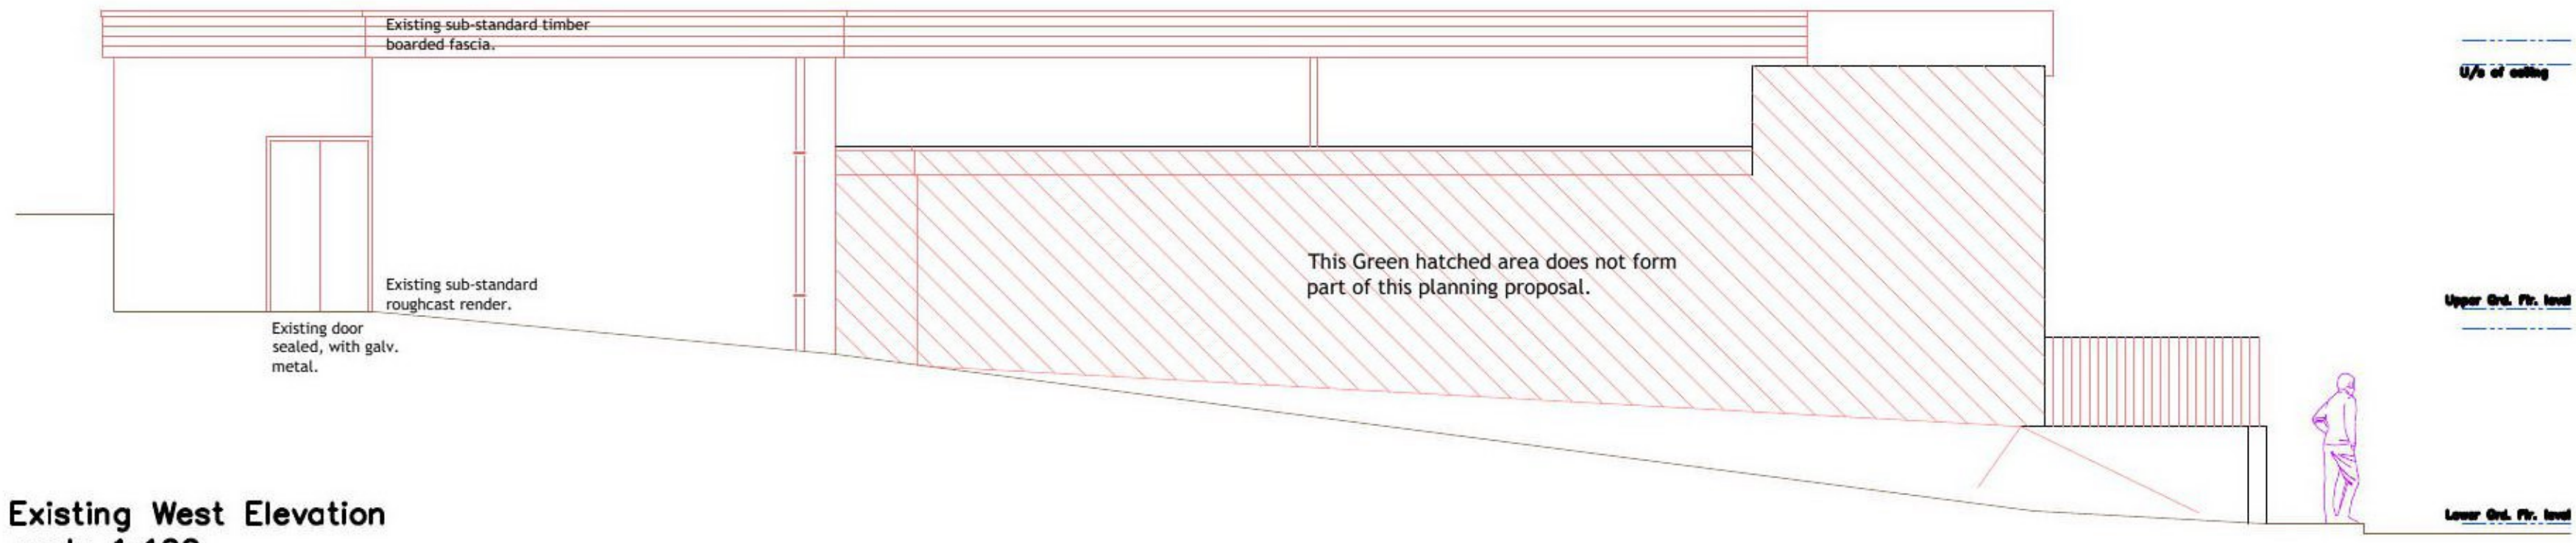 Existing sub-standard timber
boarded fascia.
U/s of ceiling
This Green hatched area does not form
part of this planning proposal.
Existing sub-standard
roughcast render.
Upper Grd. Flr. level
Existing door
sealed, with galv.
metal.
Existing West Elevation
Lower Grd. Flr. level